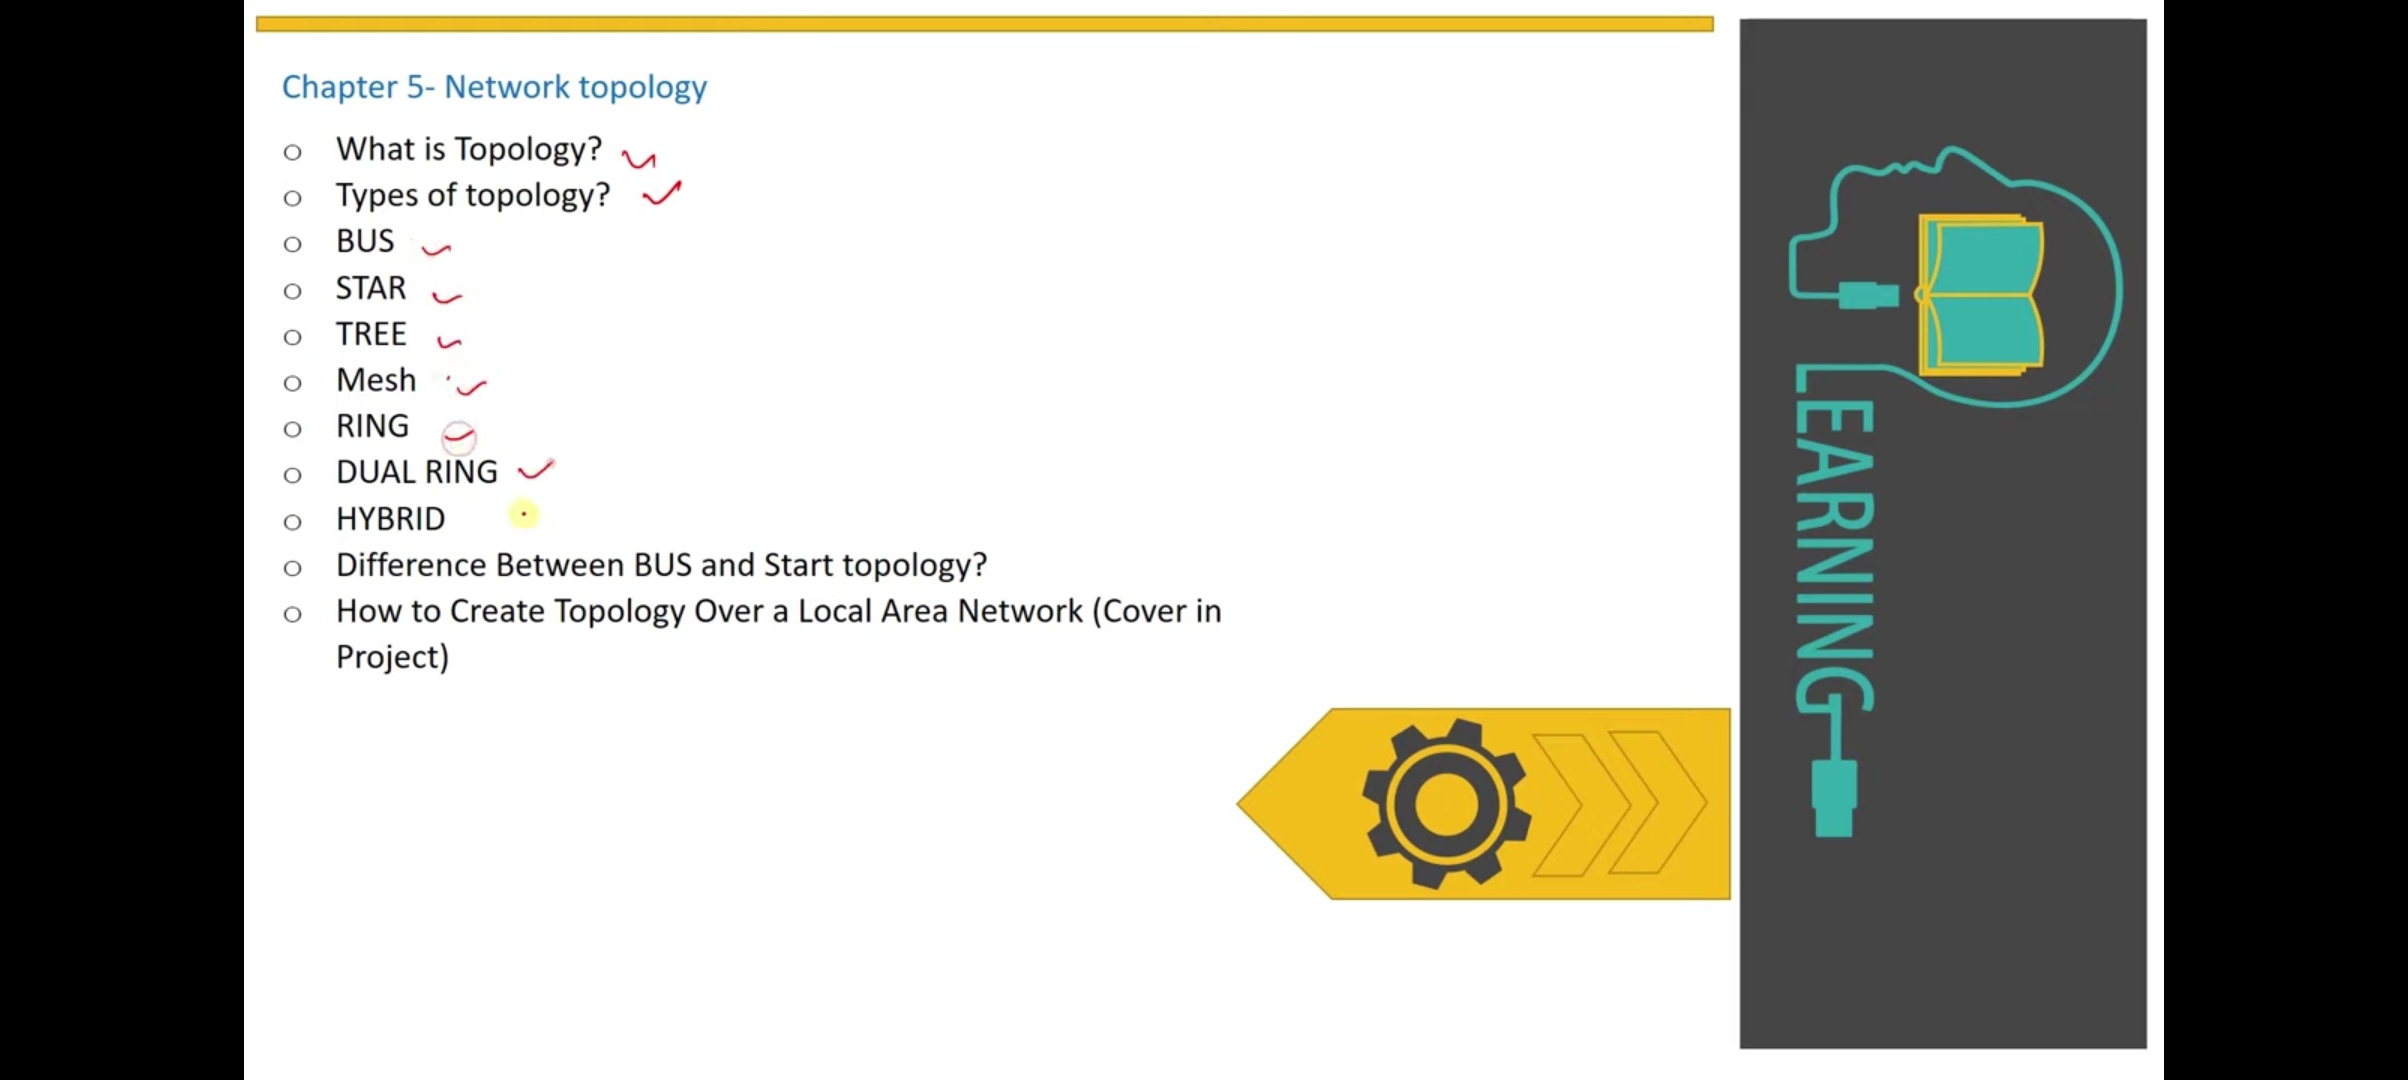 Chapter 5- Network topology
What is Topology?
Types of topology?
BUS
STAR
TREE
Mesh
RING
DUAL RING
HYBRID
Difference Between BUS and Start topology?
How to Create Topology Over a Local Area Network (Cover in
Project)
LEARNING